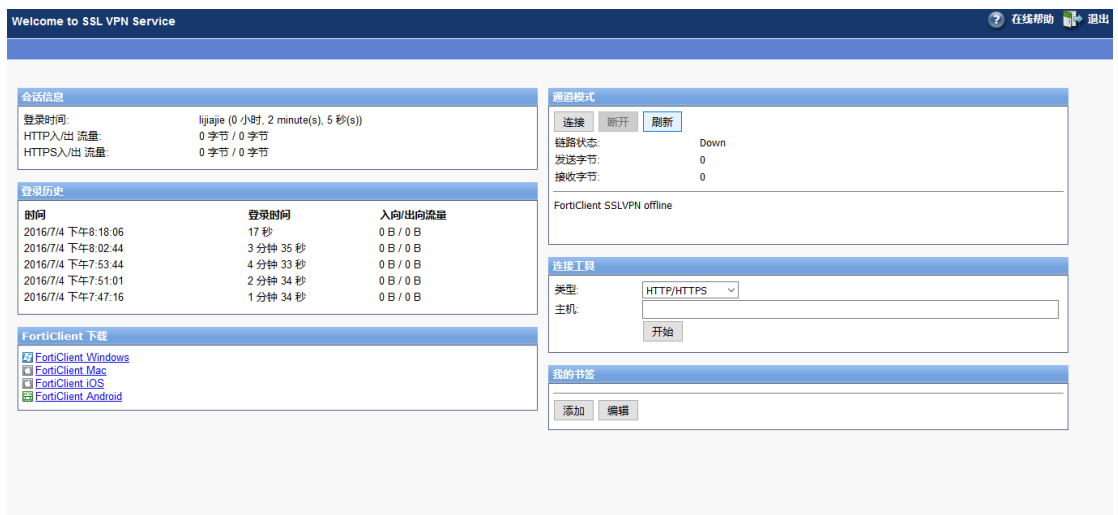 Welcome to SSL VPN Service
? 在线帮助 退出
会话信息
登录时间: lijiajie (0 小时, 2 minute(s), 5 秒(s))
HTTP入/出 流量: 0 字节 / 0 字节
HTTPS入/出 流量: 0 字节 / 0 字节
登录历史
时间 登录时间 入向/出向流量
2016/7/4 下午8:18:06 17 秒 0 B / 0 B
2016/7/4 下午8:02:44 3 分钟 35 秒 0 B / 0 B
2016/7/4 下午7:53:44 4 分钟 33 秒 0 B / 0 B
2016/7/4 下午7:51:01 2 分钟 34 秒 0 B / 0 B
2016/7/4 下午7:47:16 1 分钟 34 秒 0 B / 0 B
FortiClient 下载
FortiClient Windows
FortiClient Mac
FortiClient iOS
FortiClient Android
通道模式
连接 断开 刷新
链路状态: Down
发送字节: 0
接收字节: 0
FortiClient SSLVPN offline
连接工具
类型: HTTP/HTTPS
主机:
开始
我的书签
添加 编辑